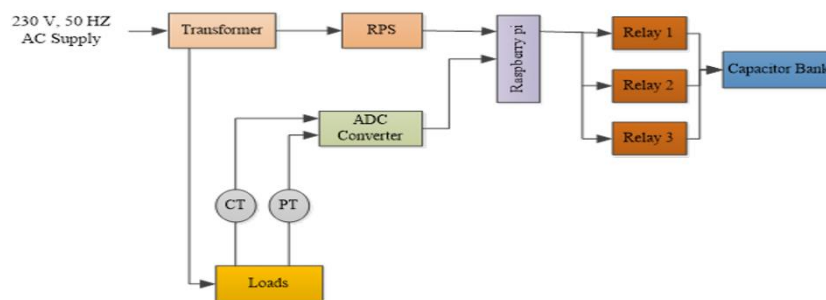 230 V, 50 HZ
AC Supply
Transformer
RPS
Raspberry pi
Relay 1
Relay 2
Relay 3
Capacitor Bank
ADC
Converter
CT
PT
Loads